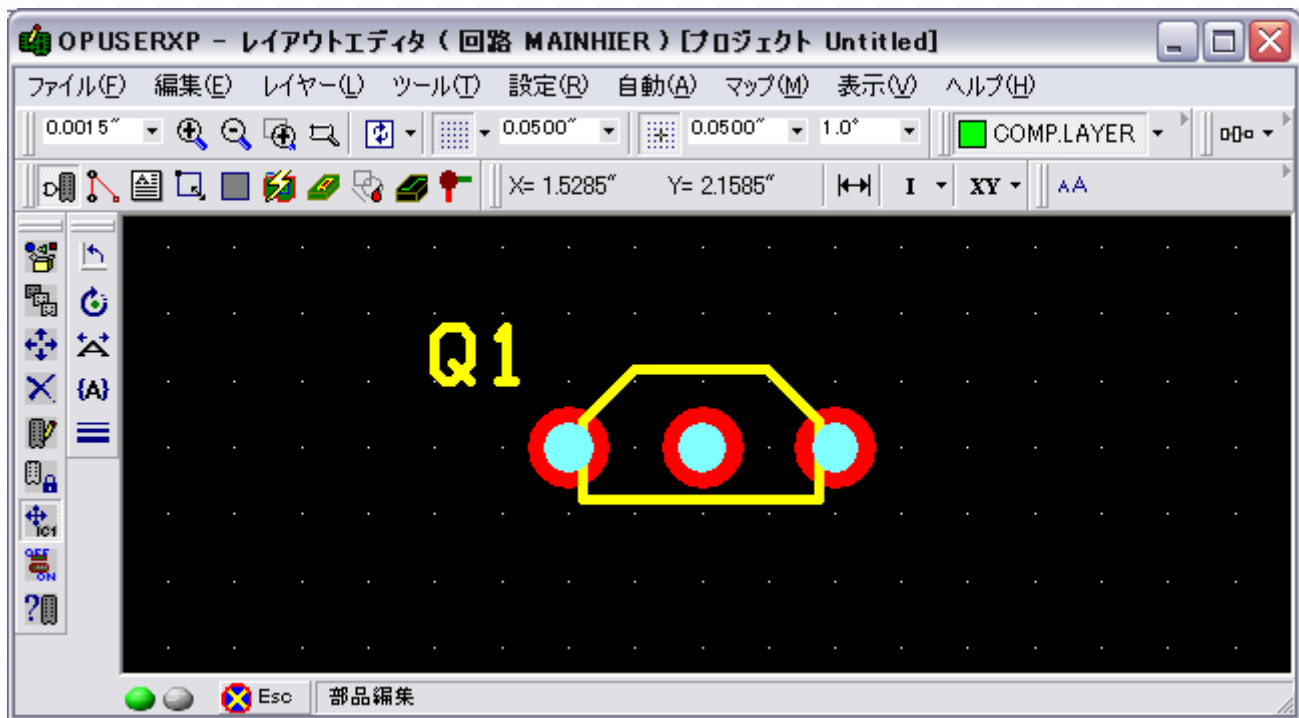 OPUSERXP - レイアウトエディタ ( 回路 MAINHIER ) [プロジェクト Untitled]
ファイル(F) 編集(E) レイヤー(L) ツール(T) 設定(R) 自動(A) マップ(M) 表示(V) ヘルプ(H)
0.0015″ 0.0500″ 0.0500″ 1.0° COMP.LAYER
X= 1.5285″ Y= 2.1585″ I XY AA
{A}
IC1
OFF
ON
?
Q1
Esc 部品編集